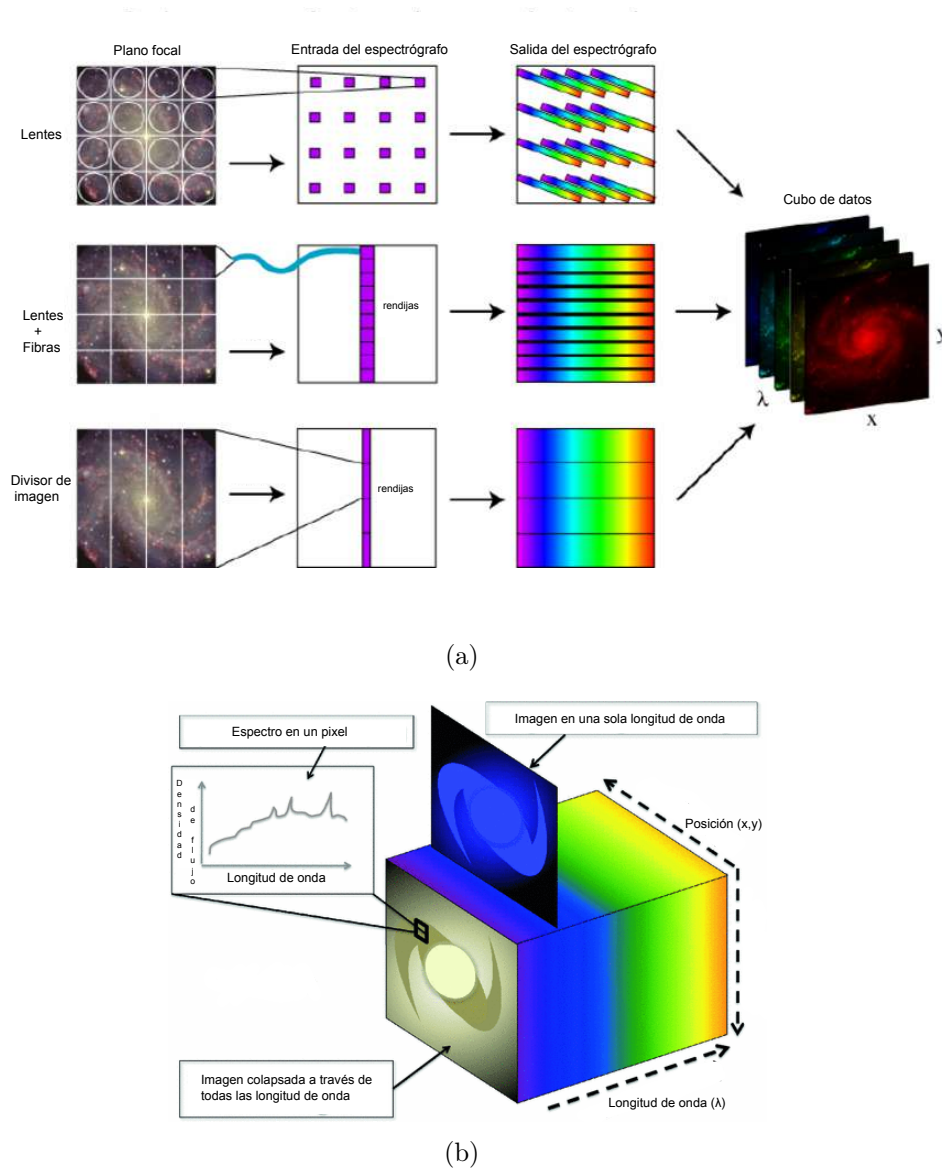 Plano focal
Entrada del espectrógrafo
Salida del espectrógrafo
Lentes
Cubo de datos
Lentes
+
Fibras
rendijas
y
λ
x
Divisor de
imagen
rendijas
(a)
Espectro en un pixel
Imagen en una sola longitud de onda
Densidad
de flujo
Longitud de onda
Posición (x,y)
Imagen colapsada a través de
todas las longitud de onda
Longitud de onda (λ)
(b)